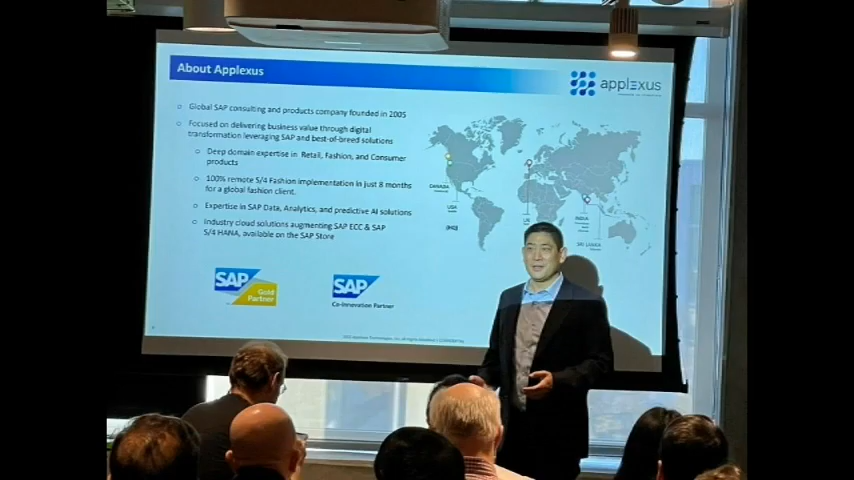 About Applexus
applexus
Global SAP consulting and products company founded in 2005
Focused on delivering business value through digital
transformation leveraging SAP and best-of-breed solutions
Deep domain expertise in Retail, Fashion, and Consumer
products
100% remote S/4 Fashion implementation in just 8 months
for a global fashion client.
Expertise in SAP Data, Analytics, and predictive AI solutions
Industry cloud solutions augmenting SAP ECC & SAP
S/4 HANA, available on the SAP Store
CANADA
USA
(HQ)
UK
INDIA
SRI LANKA
SAP
Gold
Partner
SAP
Co-Innovation Partner